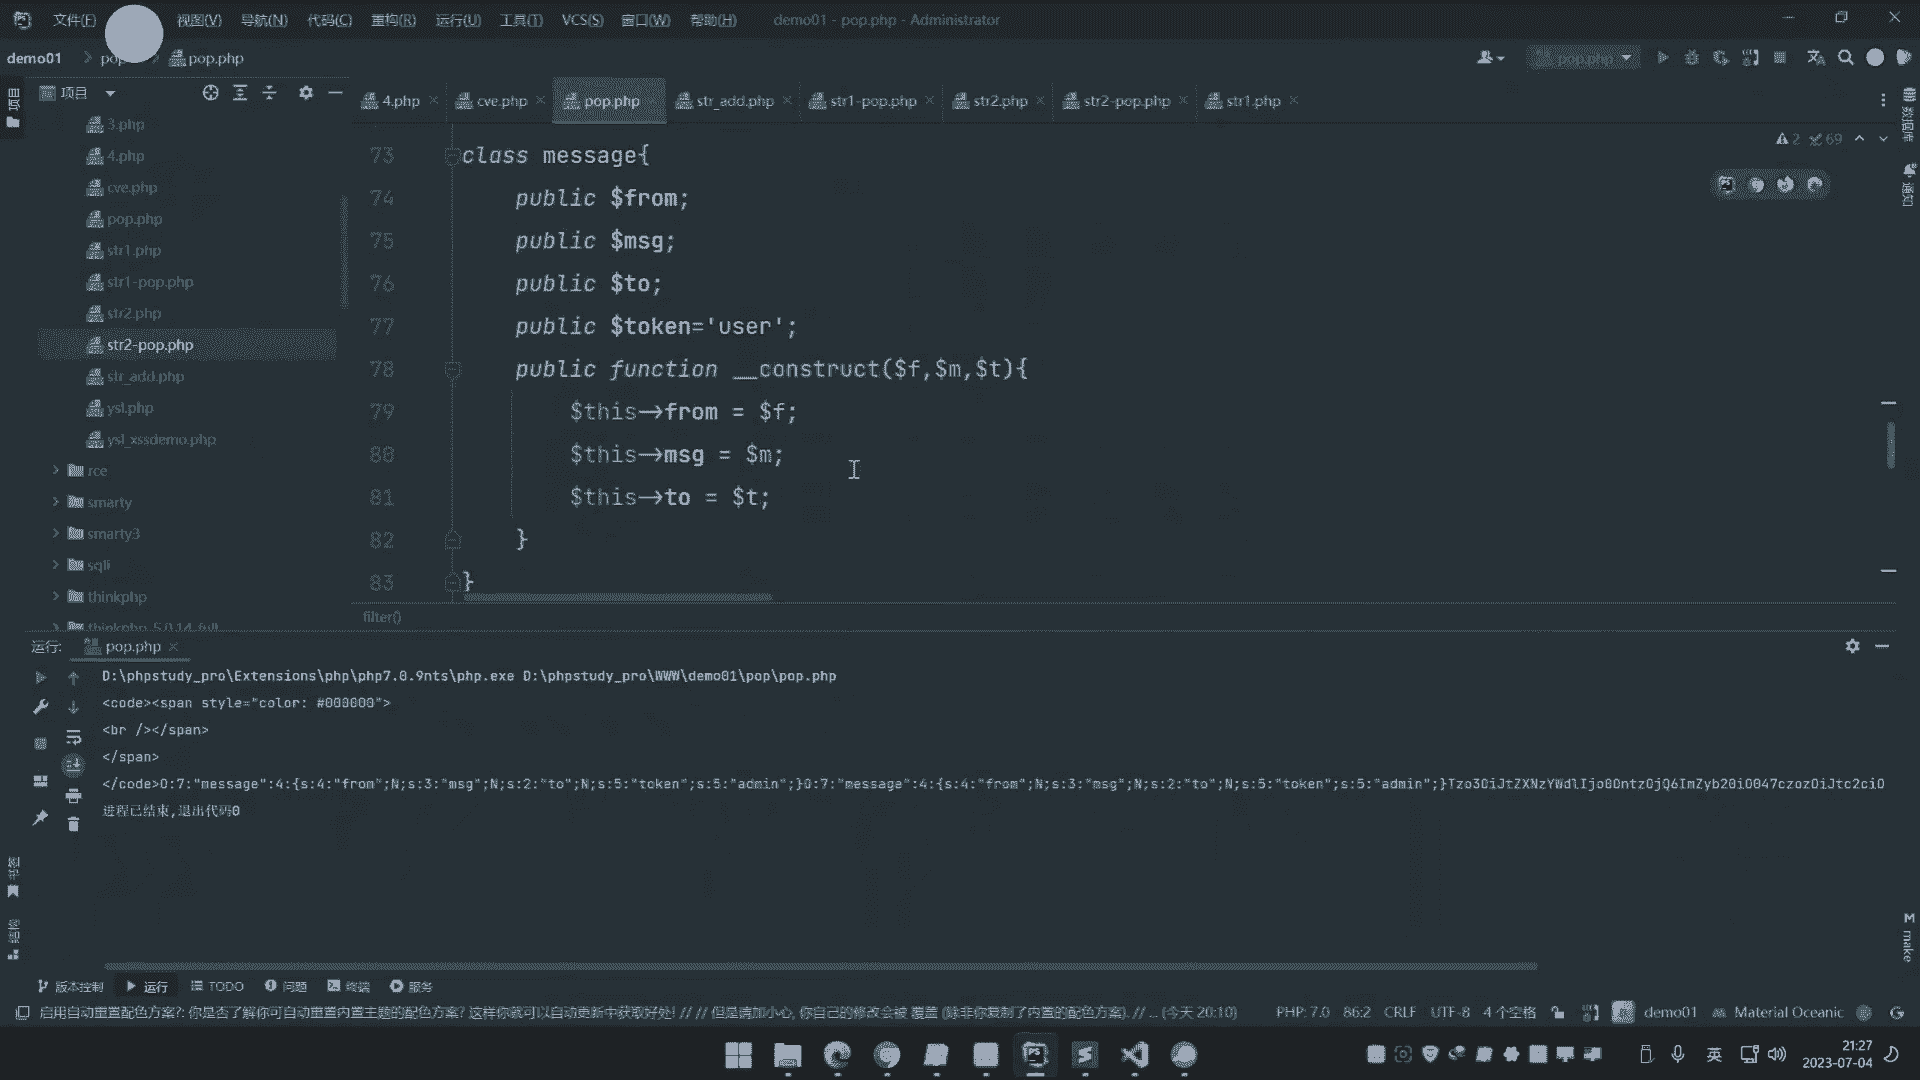 文件(F) 视图(V) 导航(N) 代码(C) 重构(R) 运行(U) 工具(T) VCS(S) 窗口(W) 帮助(H) demo01 - pop.php - Administrator
demo01 pop pop.php pop.php
项目
4.php cve.php pop.php str_add.php str1-pop.php str2.php str2-pop.php str1.php
3.php
4.php
cve.php
pop.php
str1.php
str1-pop.php
str2.php
str2-pop.php
str_add.php
ysl.php
ysl_xssdemo.php
rce
smarty
smarty3
sqli
thinkphp
thinkphp_5.0.14_full
2 69
73 class message{
74 public $from;
75 public $msg;
76 public $to;
77 public $token='user';
78 public function __construct($f,$m,$t){
79 $this→from = $f;
80 $this→msg = $m;
81 $this→to = $t;
82 }
83 }
filter()
项目
数据库
通知
运行: pop.php
D:\phpstudy_pro\Extensions\php\php7.0.9nts\php.exe D:\phpstudy_pro\WWW\demo01\pop\pop.php
<code><span style="color: #000000">
<br /></span>
</span>
</code>O:7:"message":4:{s:4:"from";N;s:3:"msg";N;s:2:"to";N;s:5:"token";s:5:"admin";}O:7:"message":4:{s:4:"from";N;s:3:"msg";N;s:2:"to";N;s:5:"token";s:5:"admin";}Tzo3OiJtZXNzYWdlIjo0OntzOjQ6ImZyb20iO047czozOiJtc2ciO
进程已结束,退出代码0
书签
结构
make
版本控制 运行 TODO 问题 终端 服务
启用自动重置配色方案?: 你是否了解你可自动重置内置主题的配色方案? 这样你就可以自动更新中获取好处! // // 但是请加小心, 你自己的修改会被 覆盖 (除非你复制了内置的配色方案). // ... (今天 20:10) PHP: 7.0 86:2 CRLF UTF-8 4 个空格 demo01 Material Oceanic
英 21:27
2023-07-04